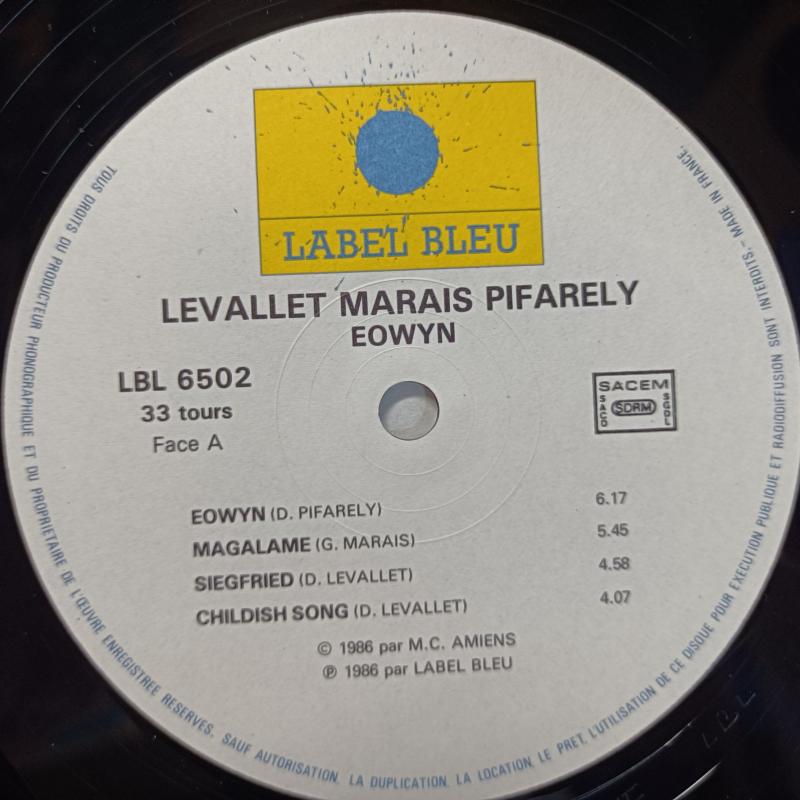 LABEL BLEU
LEVALLET MARAIS PIFARELY
EOWYN
LBL 6502
33 tours
Face A
SACEM
SACD
SDRM
SGDL
EOWYN (D. PIFARELY) 6.17
MAGALAME (G. MARAIS) 5.45
SIEGFRIED (D. LEVALLET) 4.58
CHILDISH SONG (D. LEVALLET) 4.07
© 1986 par M.C. AMIENS
℗ 1986 par LABEL BLEU
TOUS DROITS DU PRODUCTEUR PHONOGRAPHIQUE ET DU PROPRIETAIRE DE L'ŒUVRE ENREGISTREE RESERVES. SAUF AUTORISATION, LA DUPLICATION, LA LOCATION, LE PRET, L'UTILISATION DE CE DISQUE POUR EXECUTION PUBLIQUE ET RADIODIFFUSION SONT INTERDITS.- MADE IN FRANCE.
LBL